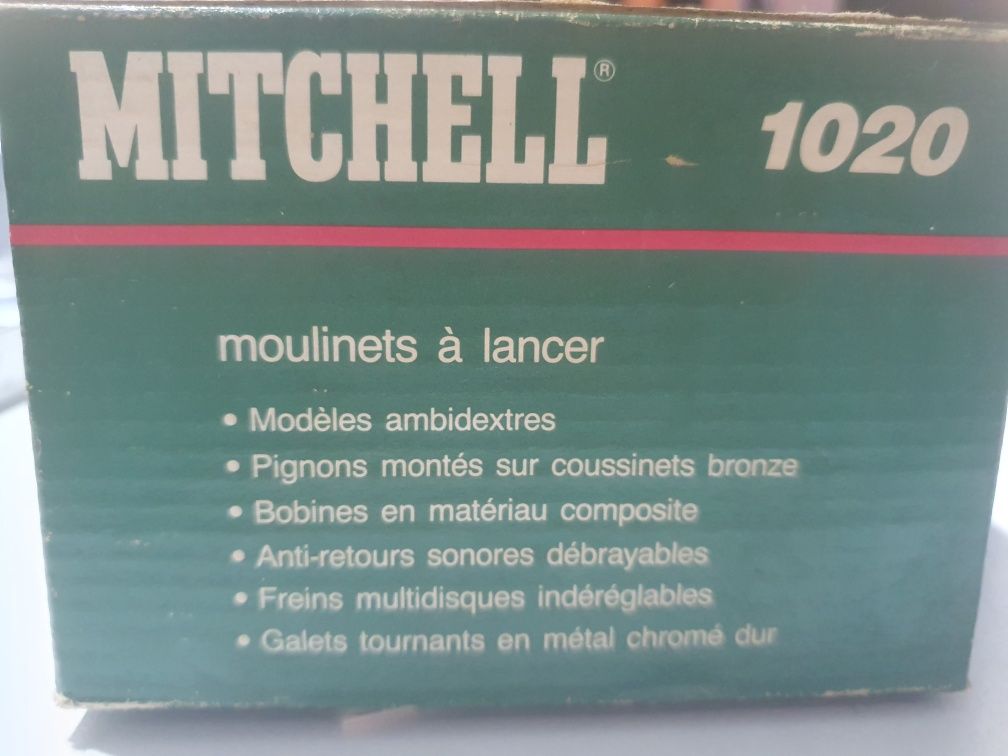 MITCHELL® 1020
moulinets à lancer
• Modèles ambidextres
• Pignons montés sur coussinets bronze
• Bobines en matériau composite
• Anti-retours sonores débrayables
• Freins multidisques indéréglables
• Galets tournants en métal chromé dur